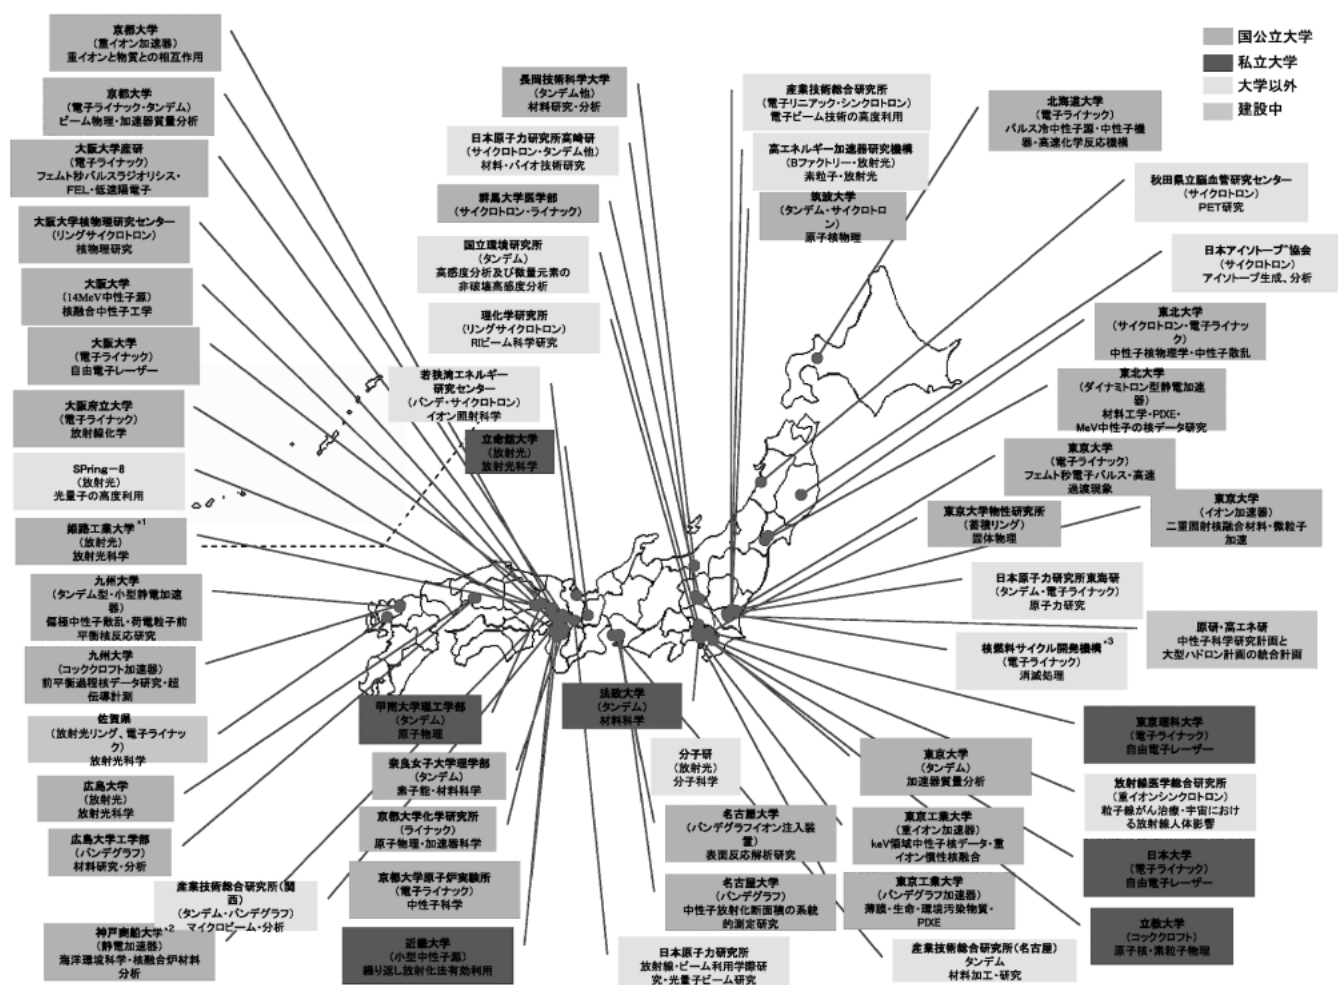 京都大学
(重イオン加速器)
重イオンと物質との相互作用
京都大学
(電子ライナック・タンデム)
ビーム物理・加速器質量分析
大阪大学産研
(電子ライナック)
フェムト秒パルスラジオリシス・
FEL・低速陽電子
大阪大学核物理研究センター
(リングサイクロトロン)
核物理研究
大阪大学
(14MeV中性子源)
核融合中性子工学
大阪大学
(電子ライナック)
自由電子レーザー
大阪府立大学
(電子ライナック)
放射線化学
SPring－8
(放射光)
光量子の高度利用
姫路工業大学*1
(放射光)
放射光科学
九州大学
(タンデム型・小型静電加速
器)
偏極中性子散乱・荷電粒子前
平衡核反応研究
九州大学
(コッククロフト加速器)
前平衡過程核データ研究・超
伝導計測
佐賀県
(放射光リング、電子ライナッ
ク)
放射光科学
広島大学
(放射光)
放射光科学
広島大学工学部
(バンデグラフ)
材料研究・分析
産業技術総合研究所(関
西)
(タンデム・バンデグラフ)
マイクロビーム・分析
神戸商船大学*2
(静電加速器)
海洋環境科学・核融合炉材料
分析
長岡技術科学大学
(タンデム他)
材料研究・分析
日本原子力研究所高崎研
(サイクロトロン・タンデム他)
材料・バイオ技術研究
群馬大学医学部
(サイクロトロン・ライナック)
国立環境研究所
(タンデム)
高感度分析及び微量元素の
非破壊高感度分析
理化学研究所
(リングサイクロトロン)
RIビーム科学研究
若狭湾エネルギー
研究センター
(バンデ・サイクロトロン)
イオン照射科学
立命館大学
(放射光)
放射光科学
甲南大学理工学部
(タンデム)
原子物理
奈良女子大学理学部
(タンデム)
素子能・材料科学
京都大学化学研究所
(ライナック)
原子物理・加速器科学
京都大学原子炉実験所
(電子ライナック)
中性子科学
近畿大学
(小型中性子源)
繰り返し放射化法有効利用
法政大学
(タンデム)
材料科学
分子研
(放射光)
分子科学
名古屋大学
(バンデグラフイオン注入装
置)
表面反応解析研究
名古屋大学
(バンデグラフ)
中性子放射化断面積の系統
的測定研究
日本原子力研究所
放射線・ビーム利用学際研
究・光量子ビーム研究
産業技術総合研究所
(電子リニアック・シンクロトロン)
電子ビーム技術の高度利用
高エネルギー加速器研究機構
(Bファクトリー・放射光)
素粒子・放射光
筑波大学
(タンデム・サイクロトロ
ン)
原子核物理
国公立大学
私立大学
大学以外
建設中
北海道大学
(電子ライナック)
パルス冷中性子源・中性子機
器・高速化学反応機構
秋田県立脳血管研究センター
(サイクロトロン)
PET研究
日本アイソトープ協会
(サイクロトロン)
アイソトープ生成、分析
東北大学
(サイクロトロン・電子ライナッ
ク)
中性子核物理学・中性子散乱
東北大学
(ダイナミトロン型静電加速
器)
材料工学・PIXE・
MeV中性子の核データ研究
東京大学
(電子ライナック)
フェムト秒電子パルス・高速
過渡現象
東京大学
(イオン加速器)
二重照射核融合材料・微粒子
加速
東京大学物性研究所
(蓄積リング)
固体物理
日本原子力研究所東海研
(タンデム・電子ライナック)
原子力研究
原研・高エネ研
中性子科学研究計画と
大型ハドロン計画の統合計画
核燃料サイクル開発機構*3
(電子ライナック)
消滅処理
東京理科大学
(電子ライナック)
自由電子レーザー
東京大学
(タンデム)
加速器質量分析
放射線医学総合研究所
(重イオンシンクロトロン)
粒子線がん治療・宇宙におけ
る放射線人体影響
東京工業大学
(重イオン加速器)
keV領域中性子核データ・重
イオン慣性核融合
日本大学
(電子ライナック)
自由電子レーザー
東京工業大学
(バンデグラフ加速器)
薄膜・生命・環境汚染物質・
PIXE
立教大学
(コッククロフト)
原子核・素粒子物理
産業技術総合研究所(名古屋)
タンデム
材料加工・研究